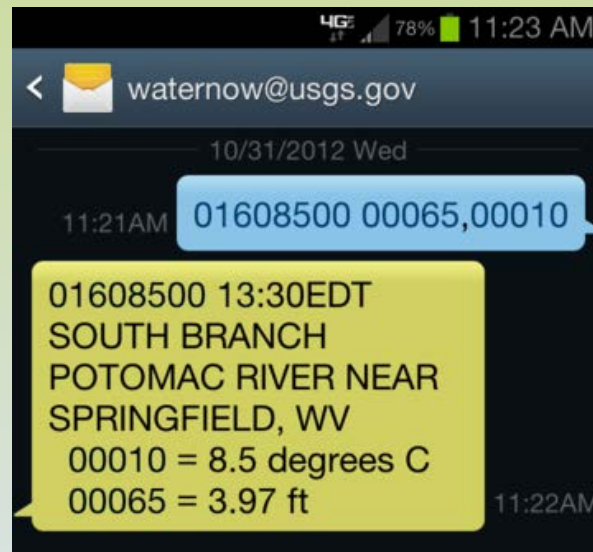 4GE 78% 11:23 AM
< waternow@usgs.gov
10/31/2012 Wed
11:21AM 01608500 00065,00010
01608500 13:30EDT
SOUTH BRANCH
POTOMAC RIVER NEAR
SPRINGFIELD, WV
00010 = 8.5 degrees C
00065 = 3.97 ft
11:22AM